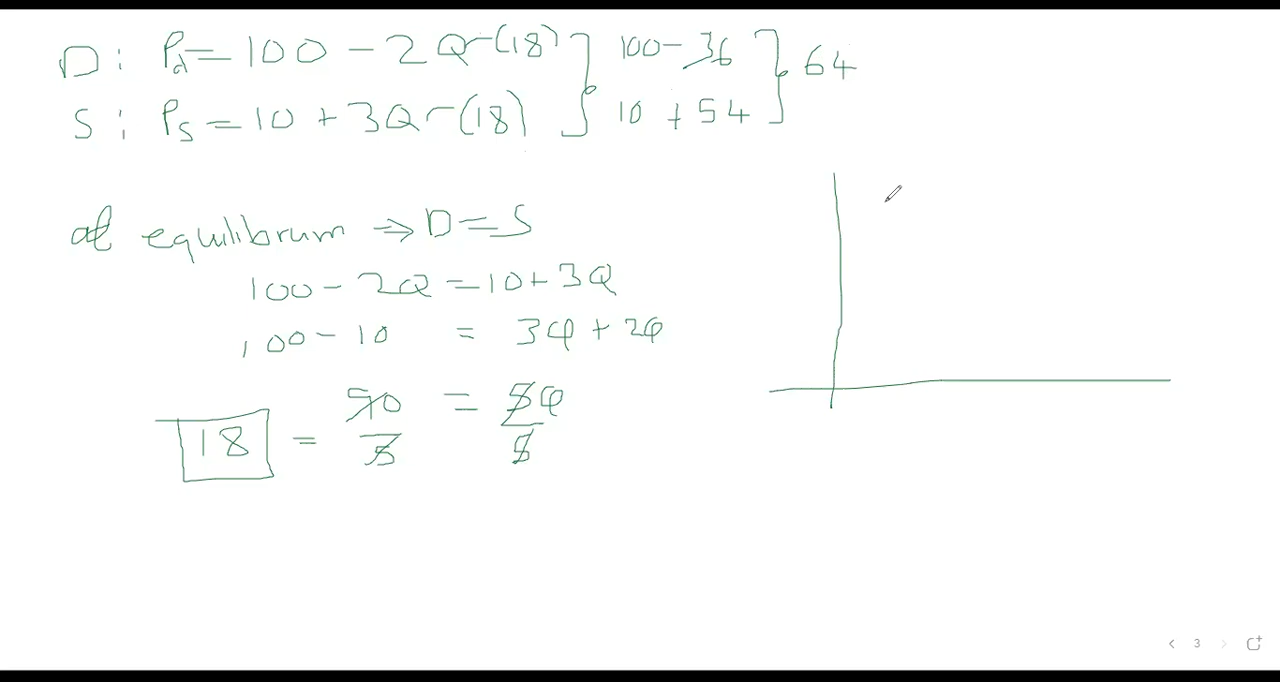 D: Pd = 100 - 2Q-(18) } 100-36 } 64
S: Ps = 10 + 3Q-(18) } 10 + 54 }
at equilibrum ⇒ D = S
100 - 2Q = 10 + 3Q
100 - 10 = 3Q + 2Q
18 = 90/5 = 5Q/5
3